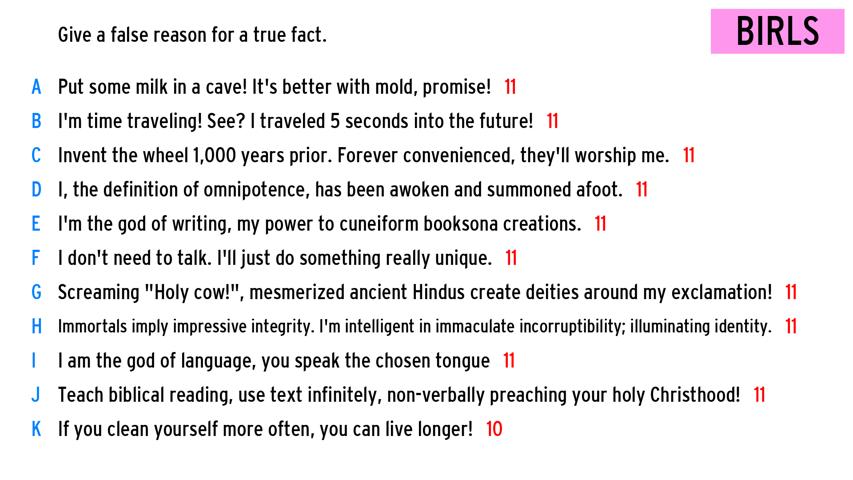 Give a false reason for a true fact.
BIRLS
A Put some milk in a cave! It's better with mold, promise! 11
B I'm time traveling! See? I traveled 5 seconds into the future! 11
C Invent the wheel 1,000 years prior. Forever convenienced, they'll worship me. 11
D I, the definition of omnipotence, has been awoken and summoned afoot. 11
E I'm the god of writing, my power to cuneiform booksona creations. 11
F I don't need to talk. I'll just do something really unique. 11
G Screaming "Holy cow!", mesmerized ancient Hindus create deities around my exclamation! 11
H Immortals imply impressive integrity. I'm intelligent in immaculate incorruptibility; illuminating identity. 11
I I am the god of language, you speak the chosen tongue 11
J Teach biblical reading, use text infinitely, non-verbally preaching your holy Christhood! 11
K If you clean yourself more often, you can live longer! 10